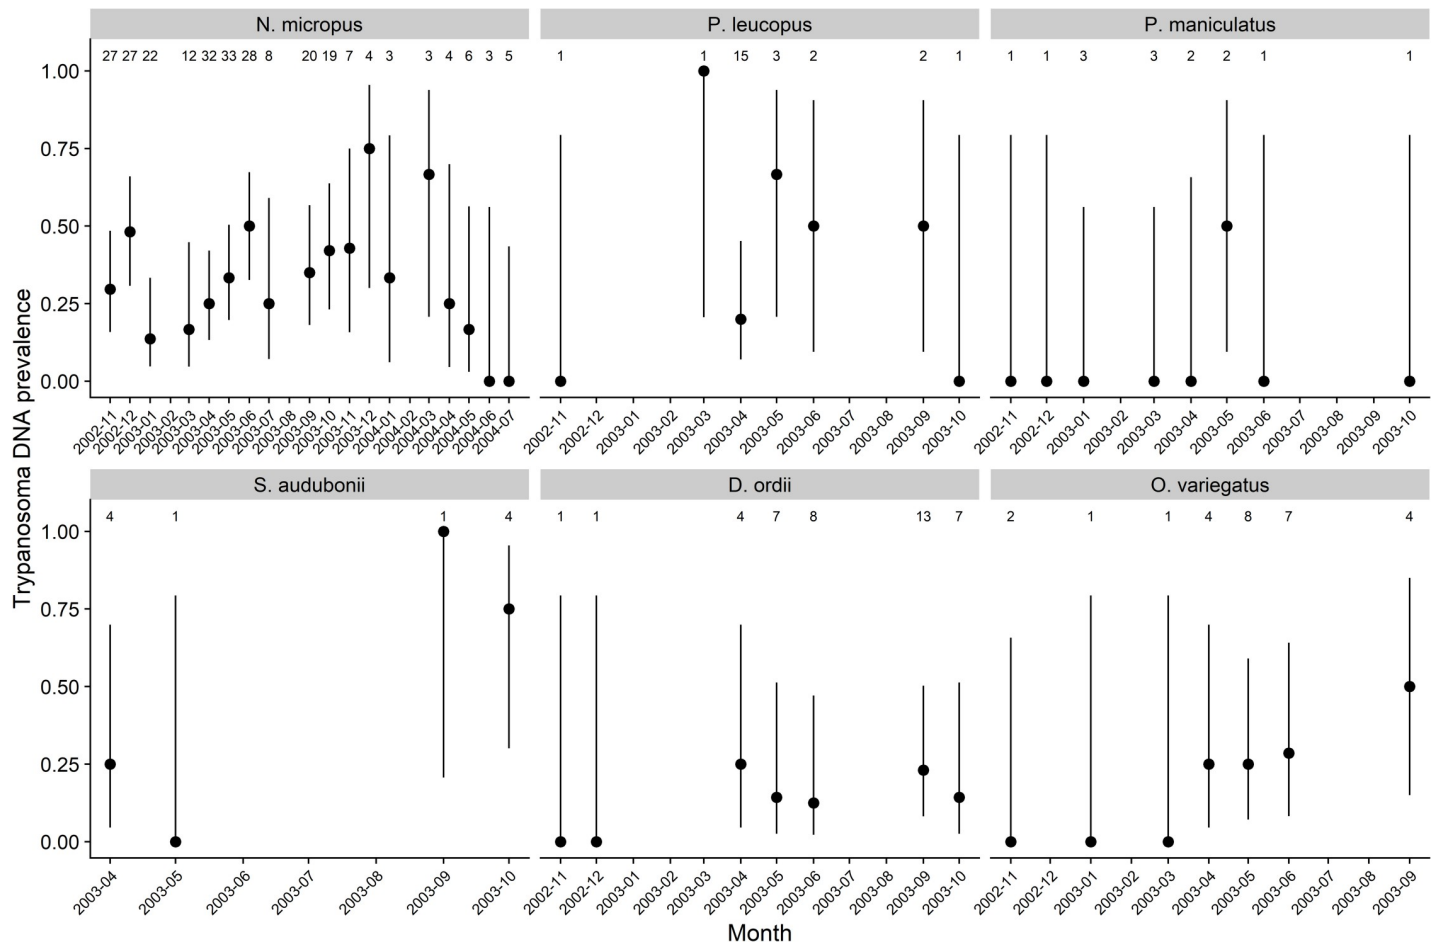 N. micropus
P. leucopus
P. maniculatus
27 27 22 12 32 33 28 8 20 19 7 4 3 3 4 6 3 5
1 1 15 3 2 2 1
1 1 3 3 2 2 1 1
1.00
0.75
0.50
0.25
0.00
2002-11 2002-12 2003-01 2003-02 2003-03 2003-04 2003-05 2003-06 2003-07 2003-08 2003-09 2003-10 2003-11 2003-12 2004-01 2004-02 2004-03 2004-04 2004-05 2004-06 2004-07
2002-11 2002-12 2003-01 2003-02 2003-03 2003-04 2003-05 2003-06 2003-07 2003-08 2003-09 2003-10
2002-11 2002-12 2003-01 2003-02 2003-03 2003-04 2003-05 2003-06 2003-07 2003-08 2003-09 2003-10
Trypanosoma DNA prevalence
S. audubonii
D. ordii
O. variegatus
4 1 1 4
1 1 4 7 8 13 7
2 1 1 4 8 7 4
1.00
0.75
0.50
0.25
0.00
2003-04 2003-05 2003-06 2003-07 2003-08 2003-09 2003-10
2002-11 2002-12 2003-01 2003-02 2003-03 2003-04 2003-05 2003-06 2003-07 2003-08 2003-09 2003-10
2002-11 2002-12 2003-01 2003-02 2003-03 2003-04 2003-05 2003-06 2003-07 2003-08 2003-09
Month